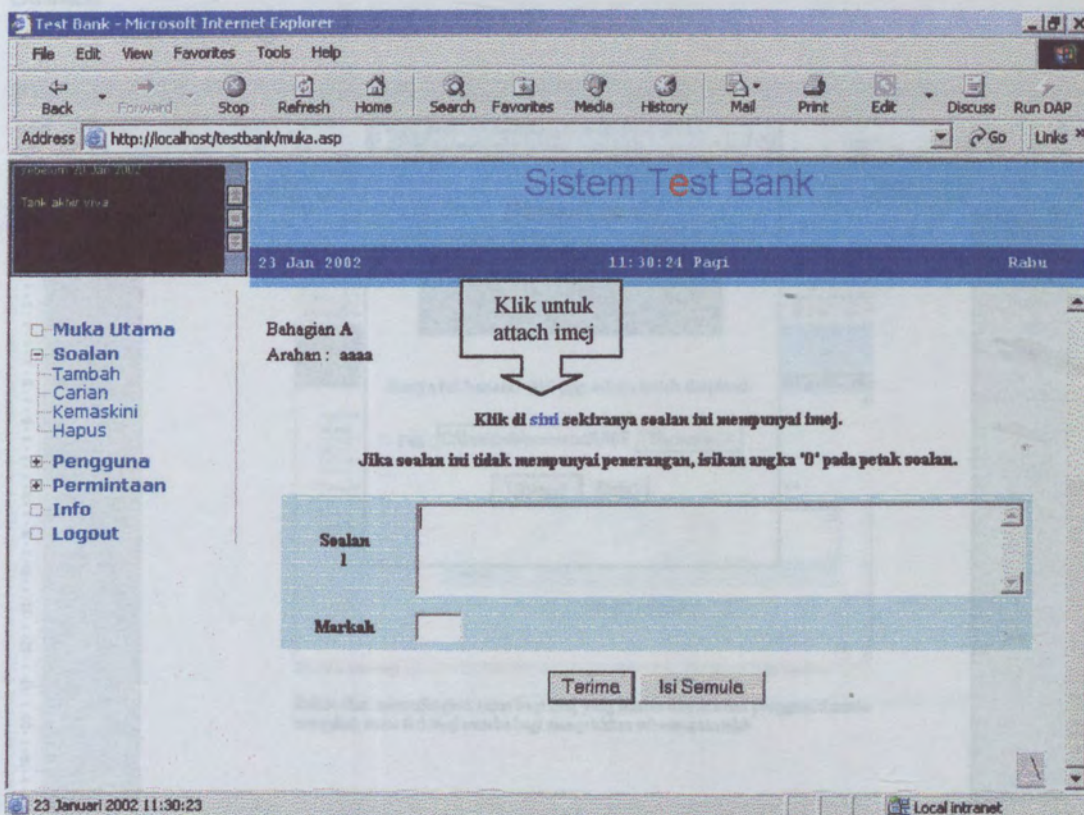 Test Bank - Microsoft Internet Explorer
File Edit View Favorites Tools Help
Back Forward Stop Refresh Home Search Favorites Media History Mail Print Edit Discuss Run DAP
Address http://localhost/testbank/muka.asp Go Links »
Sistem Test Bank
23 Jan 2002 11:30:24 Pagi Rabu
Klik untuk
attach imej
Muka Utama
Soalan
Tambah
Carian
Kemaskini
Hapus
Pengguna
Permintaan
Info
Logout
Bahagian A
Arahan : aaaa
Klik di sini sekiranya soalan ini mempunyai imej.
Jika soalan ini tidak mempunyai penerangan, isikan angka '0' pada petak soalan.
Soalan
1
Markah
Terima Isi Semula
23 Januari 2002 11:30:23 Local intranet